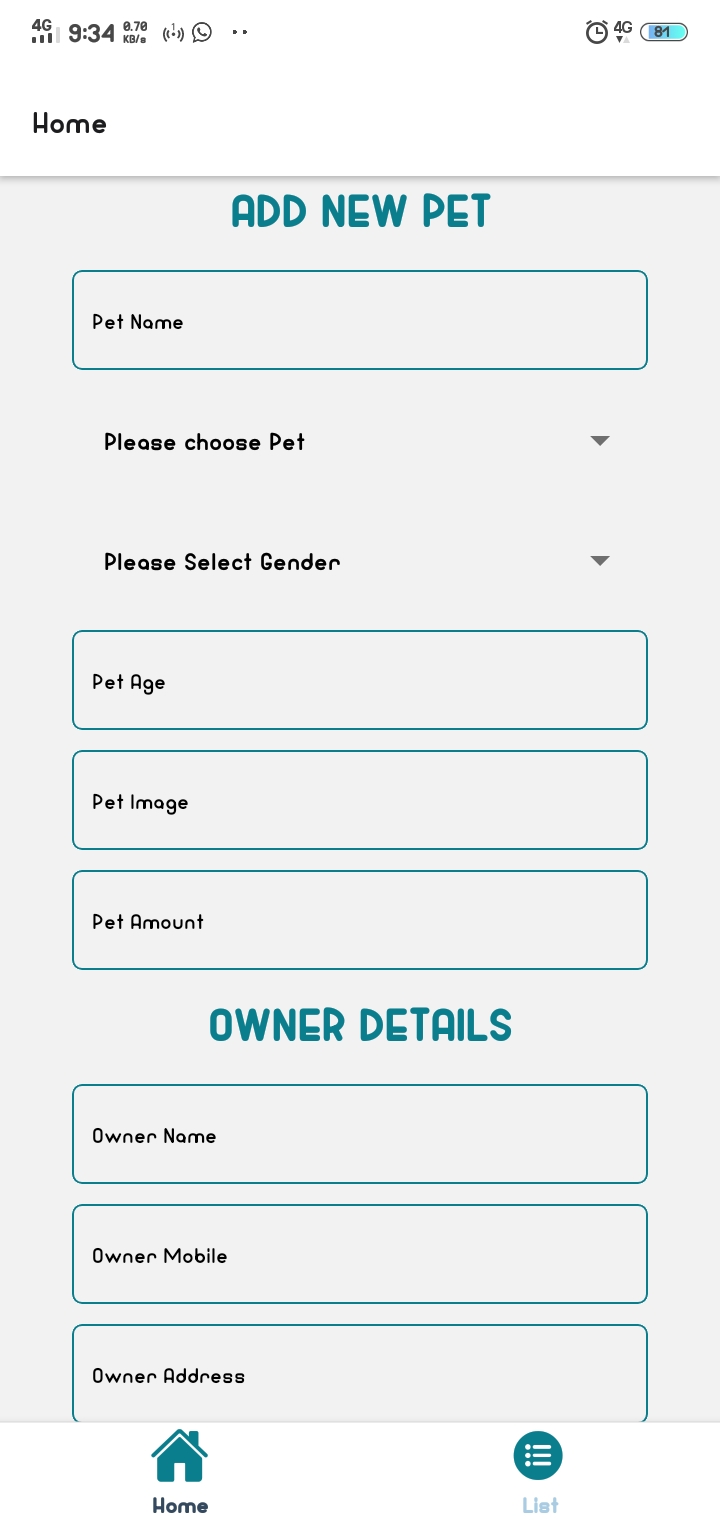 4G 9:34 0.70 KB/s 4G 81
Home
ADD NEW PET
Pet Name
Please choose Pet
Please Select Gender
Pet Age
Pet Image
Pet Amount
OWNER DETAILS
Owner Name
Owner Mobile
Owner Address
Home List